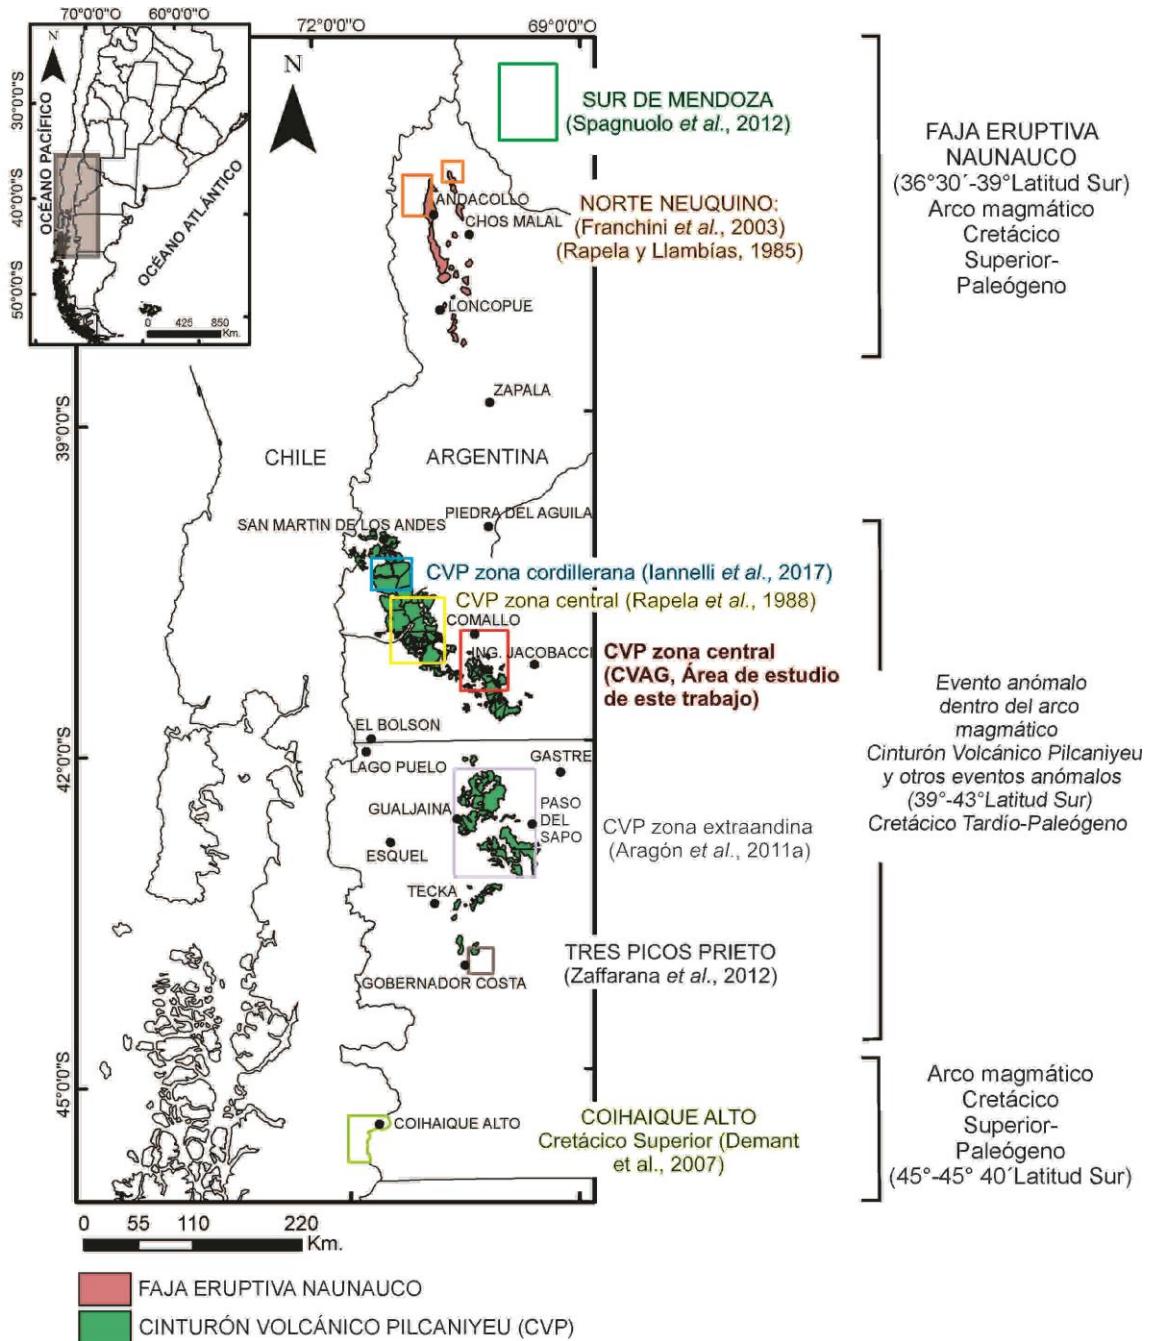 70°0'0"O 60°0'0"O
30°0'0"S
40°0'0"S
50°0'0"S
OCÉANO PACÍFICO
N
OCÉANO ATLÁNTICO
0 425 850
Km.
72°0'0"O 69°0'0"O
N
39°0'0"S
42°0'0"S
45°0'0"S
SUR DE MENDOZA
(Spagnuolo et al., 2012)
ANDACOLLO
CHOS MALAL
NORTE NEUQUINO:
(Franchini et al., 2003)
(Rapela y Llambías, 1985)
LONCOPUE
ZAPALA
CHILE ARGENTINA
PIEDRA DEL AGUILA
SAN MARTIN DE LOS ANDES
CVP zona cordillerana (Iannelli et al., 2017)
CVP zona central (Rapela et al., 1988)
COMALLO
ING. JACOBACCI
CVP zona central
(CVAG, Área de estudio
de este trabajo)
EL BOLSON
LAGO PUELO
GASTRE
GUALJAINA
PASO
DEL
SAPO
CVP zona extraandina
(Aragón et al., 2011a)
ESQUEL
TECKA
TRES PICOS PRIETO
(Zaffarana et al., 2012)
GOBERNADOR COSTA
COIHAIQUE ALTO
COIHAIQUE ALTO
Cretácico Superior (Demant
et al., 2007)
FAJA ERUPTIVA
NAUNAUCO
(36°30´-39°Latitud Sur)
Arco magmático
Cretácico
Superior-
Paleógeno
Evento anómalo
dentro del arco
magmático
Cinturón Volcánico Pilcaniyeu
y otros eventos anómalos
(39°-43°Latitud Sur)
Cretácico Tardío-Paleógeno
Arco magmático
Cretácico
Superior-
Paleógeno
(45°-45° 40´Latitud Sur)
0 55 110 220
Km.
FAJA ERUPTIVA NAUNAUCO
CINTURÓN VOLCÁNICO PILCANIYEU (CVP)